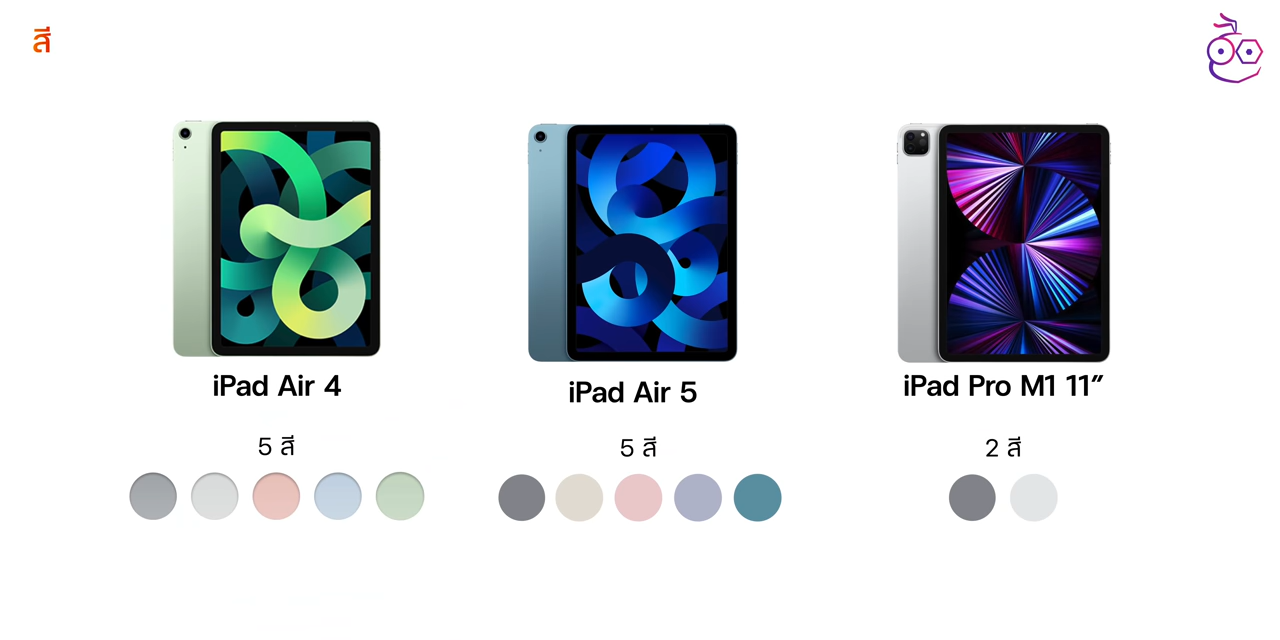 สี
iPad Air 4
iPad Air 5
iPad Pro M1 11″
5 สี
5 สี
2 สี